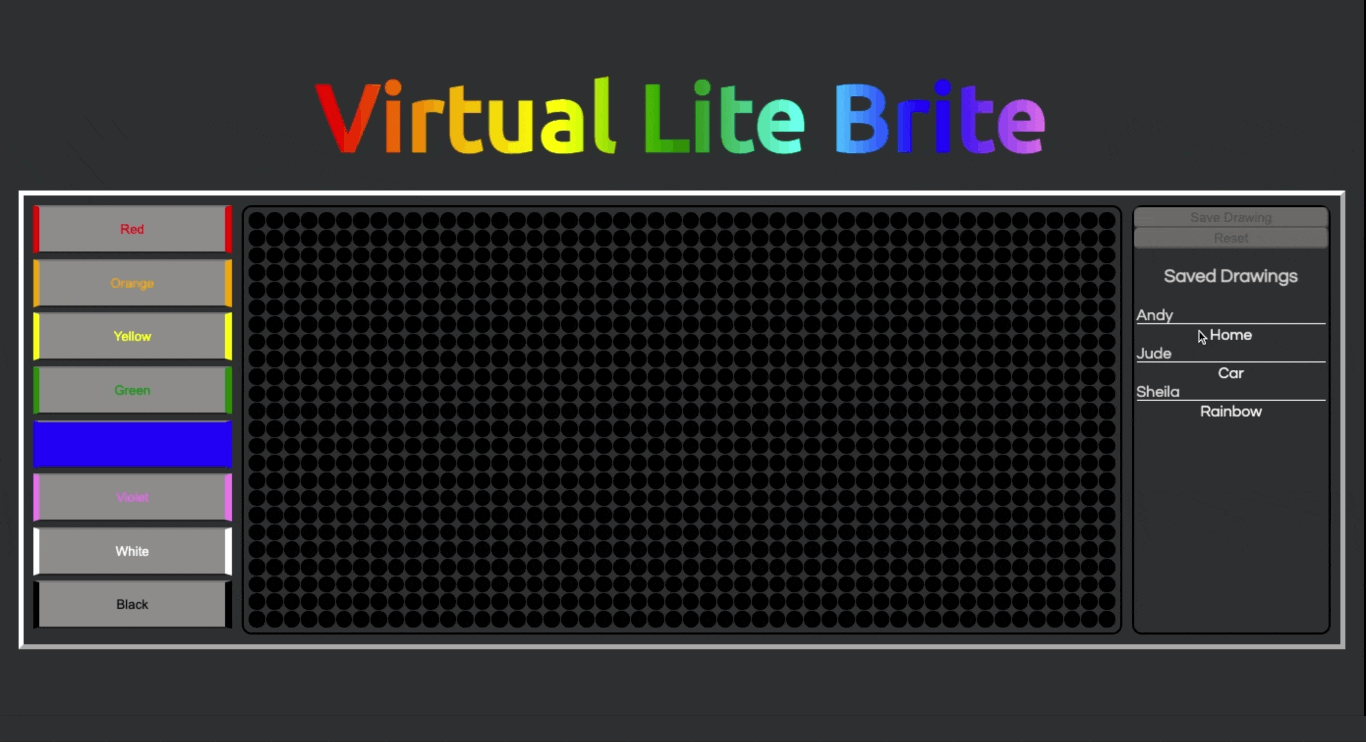 Virtual Lite Brite
Red
Orange
Yellow
Green
Violet
White
Black
Save Drawing
Reset
Saved Drawings
Andy
Home
Jude
Car
Sheila
Rainbow